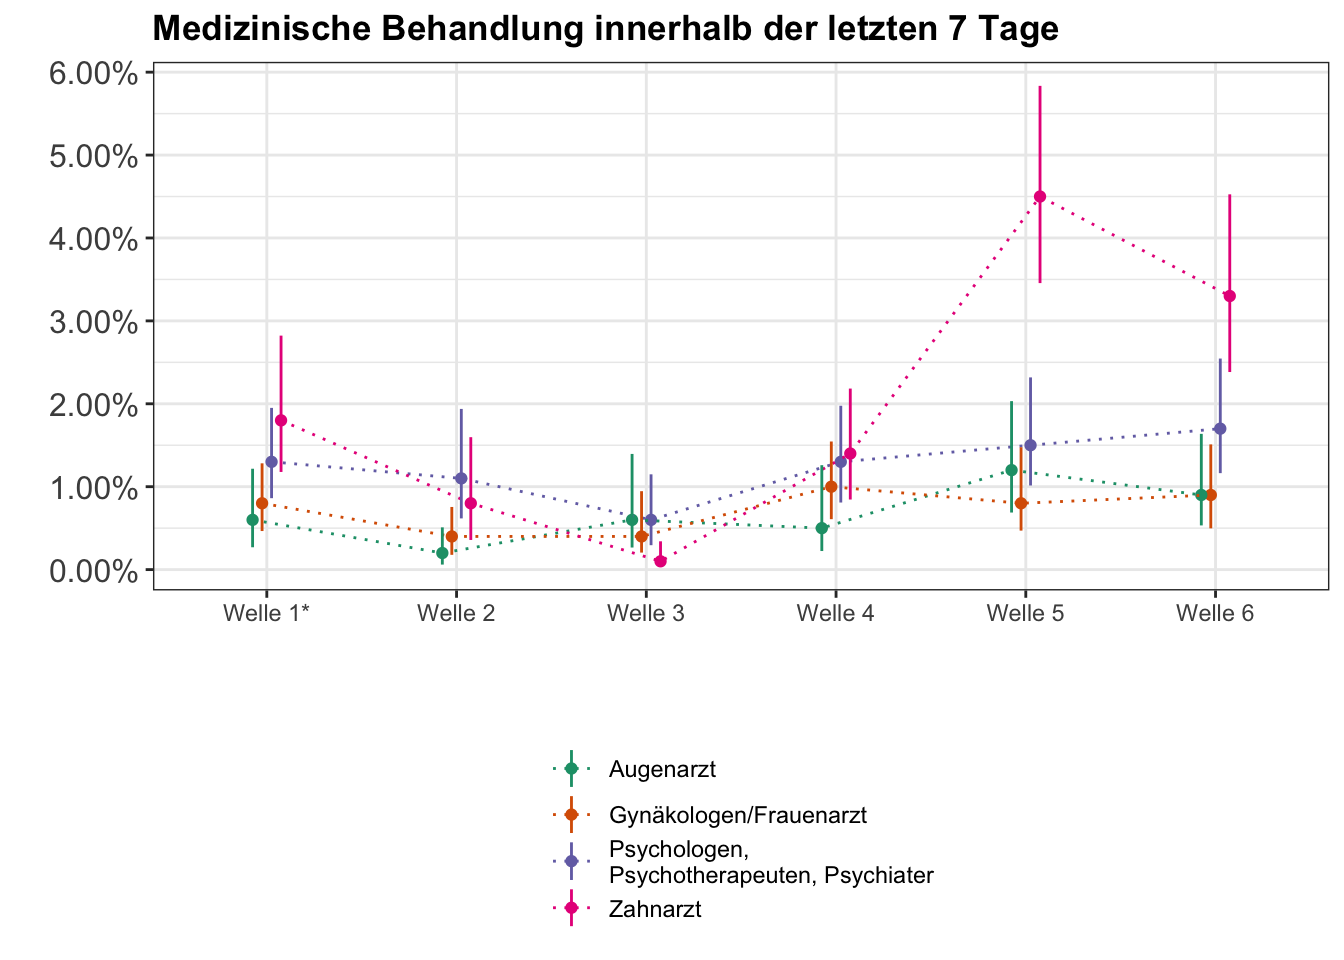 Medizinische Behandlung innerhalb der letzten 7 Tage
6.00%
5.00%
4.00%
3.00%
2.00%
1.00%
0.00%
Welle 1* Welle 2 Welle 3 Welle 4 Welle 5 Welle 6
Augenarzt
Gynäkologen/Frauenarzt
Psychologen,
Psychotherapeuten, Psychiater
Zahnarzt